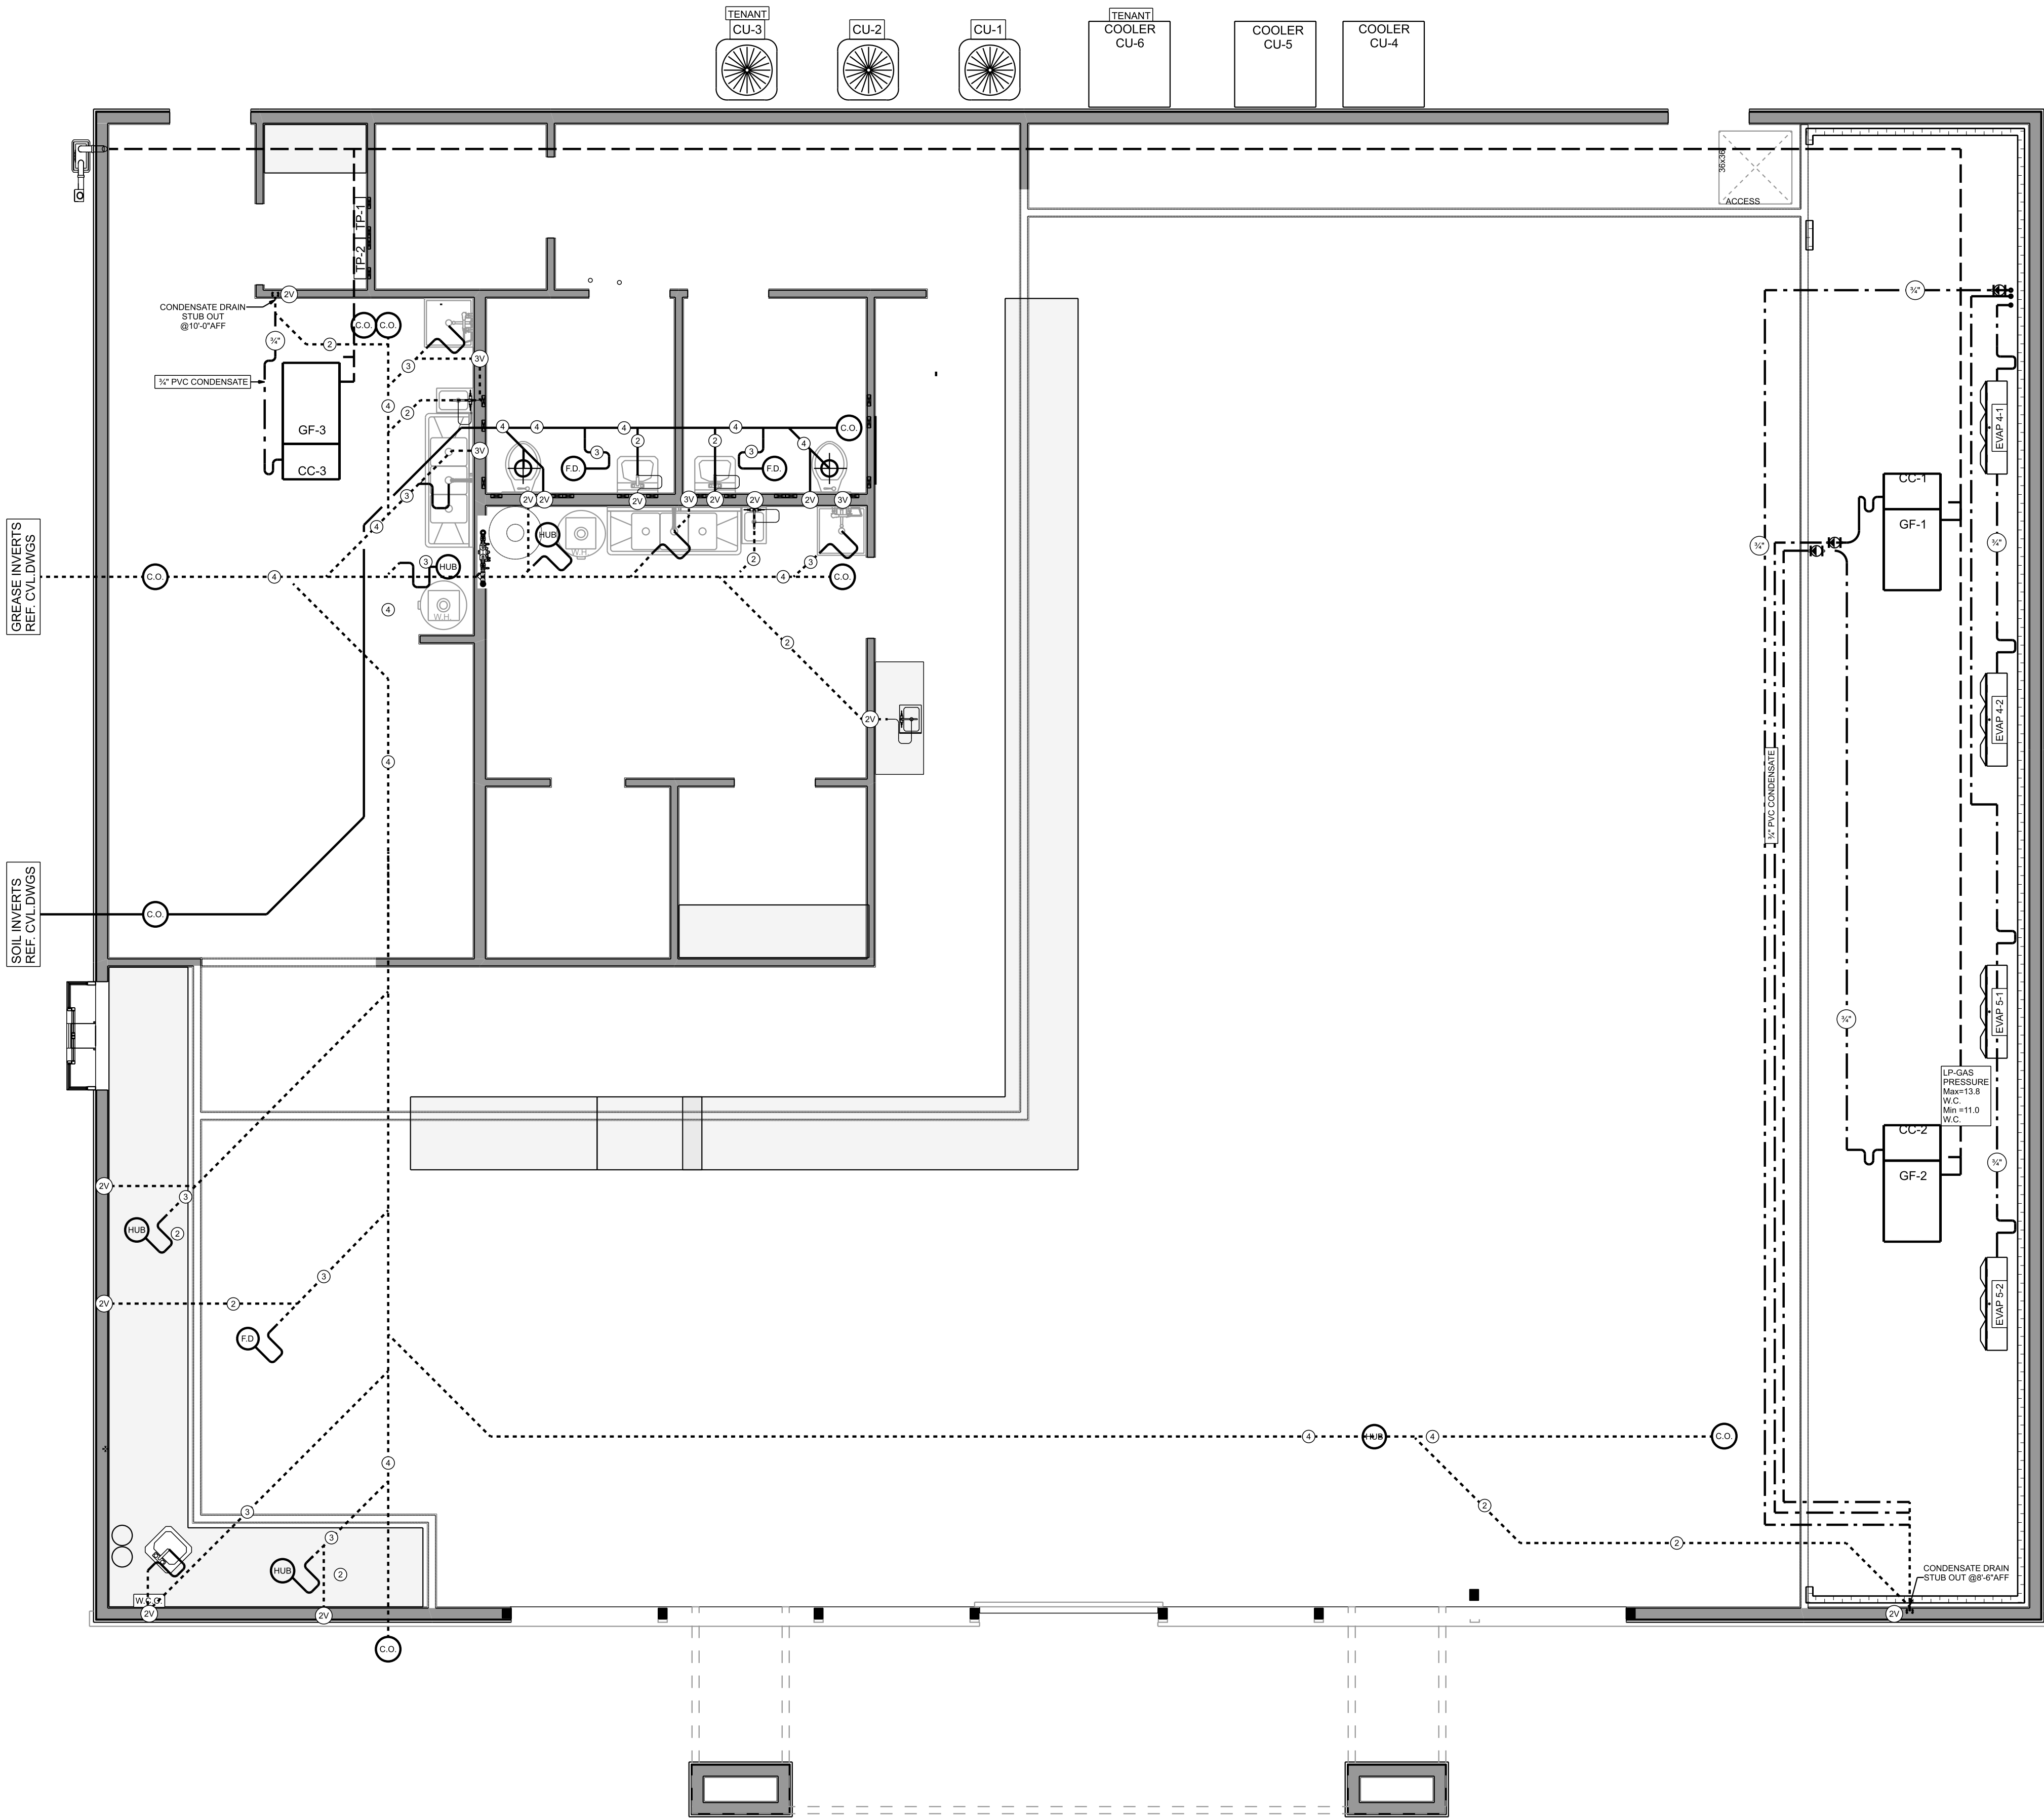 TENANT
CU-3
CU-2
CU-1
TENANT
COOLER
CU-6
COOLER
CU-5
COOLER
CU-4
36x36
ACCESS
TP-1
TP-2
CONDENSATE DRAIN
STUB OUT
@10'-0"AFF
2V
C.O.
C.O.
¾"
2
3
3V
¾" PVC CONDENSATE
GF-3
CC-3
4
2
4
4
4
4
C.O.
3
2
2
3
4
3V
F.D.
F.D.
3
4
2V
2V
2V
3V
2V
2V
2V
3V
HUB
W.H.
3
HUB
W.H.
2
3
GREASE INVERTS
REF. CVL.DWGS
C.O.
4
4
C.O.
4
2
2V
4
SOIL INVERTS
REF. CVL.DWGS
C.O.
¾"
EVAP 4-1
CC-1
GF-1
¾"
¾"
EVAP 4-2
¾" PVC CONDENSATE
¾"
EVAP 5-1
LP-GAS
PRESSURE
Max=13.8
W.C.
Min =11.0
W.C.
CC-2
GF-2
¾"
EVAP 5-2
2V
3
HUB
2
2V
2
3
F.D
4
HUB
4
C.O.
4
3
2
2
3
HUB
2
W.C.O.
2V
2V
C.O.
CONDENSATE DRAIN
STUB OUT @8'-6"AFF
2V